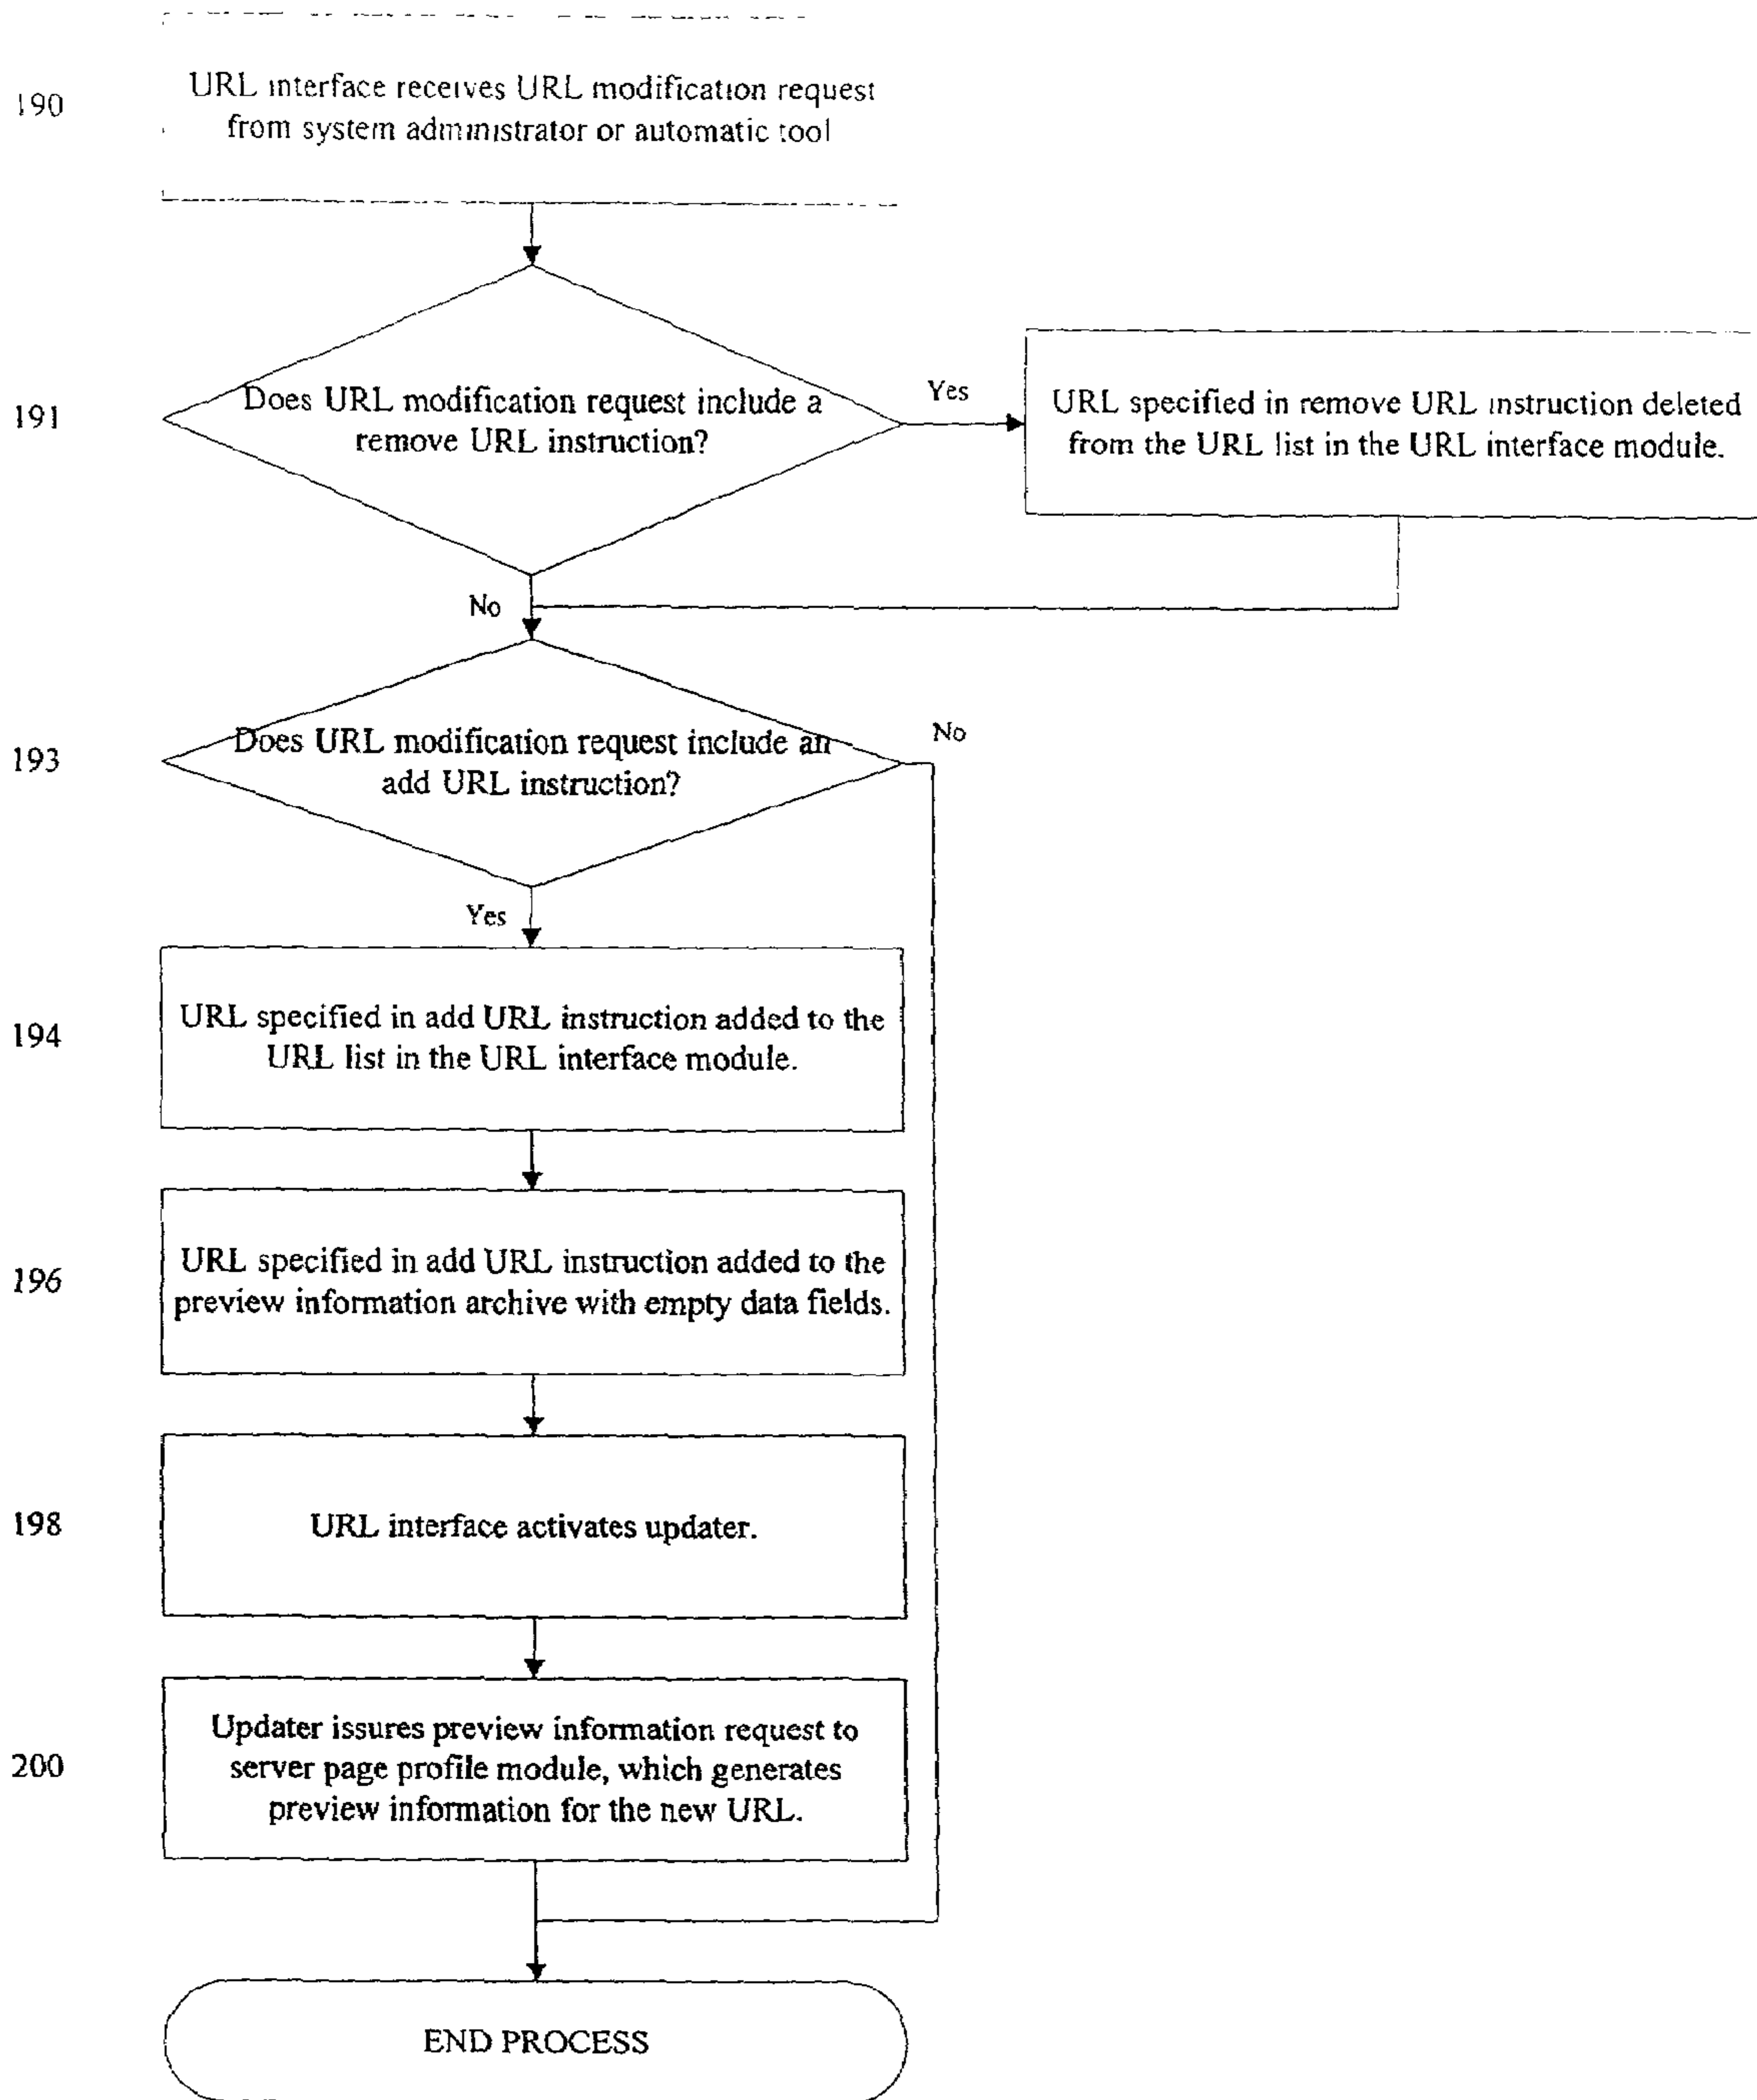 190
URL interface receives URL modification request
from system administrator or automatic tool
191
Does URL modification request include a
remove URL instruction?
Yes
URL specified in remove URL instruction deleted
from the URL list in the URL interface module.
No
193
Does URL modification request include an
add URL instruction?
No
Yes
194
URL specified in add URL instruction added to the
URL list in the URL interface module.
196
URL specified in add URL instruction added to the
preview information archive with empty data fields.
198
URL interface activates updater.
200
Updater issures preview information request to
server page profile module, which generates
preview information for the new URL.
END PROCESS